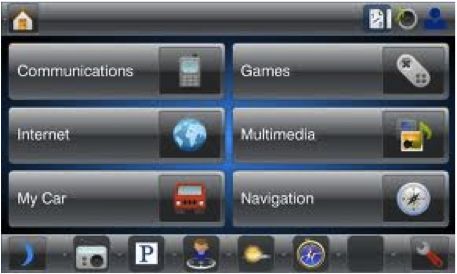 Communications
Games
Internet
Multimedia
My Car
Navigation
P